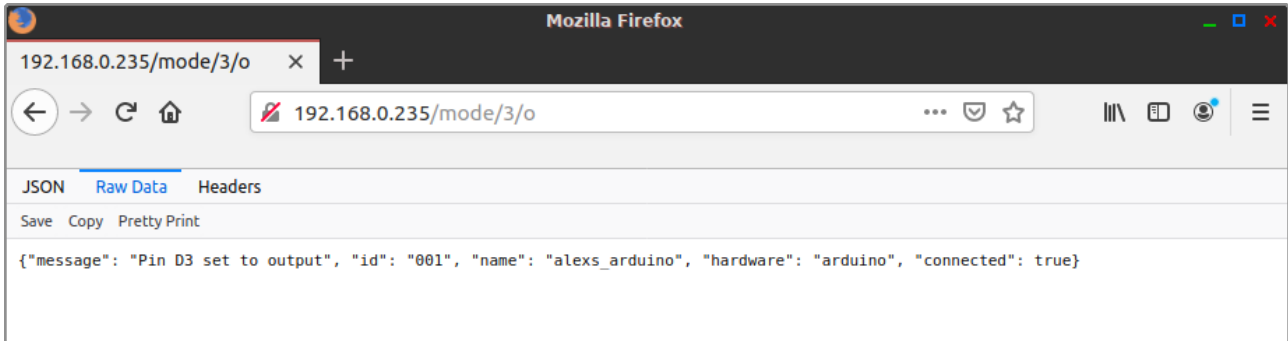 Mozilla Firefox
192.168.0.235/mode/3/o
192.168.0.235/mode/3/o
JSON Raw Data Headers
Save Copy Pretty Print
{"message": "Pin D3 set to output", "id": "001", "name": "alexs_arduino", "hardware": "arduino", "connected": true}